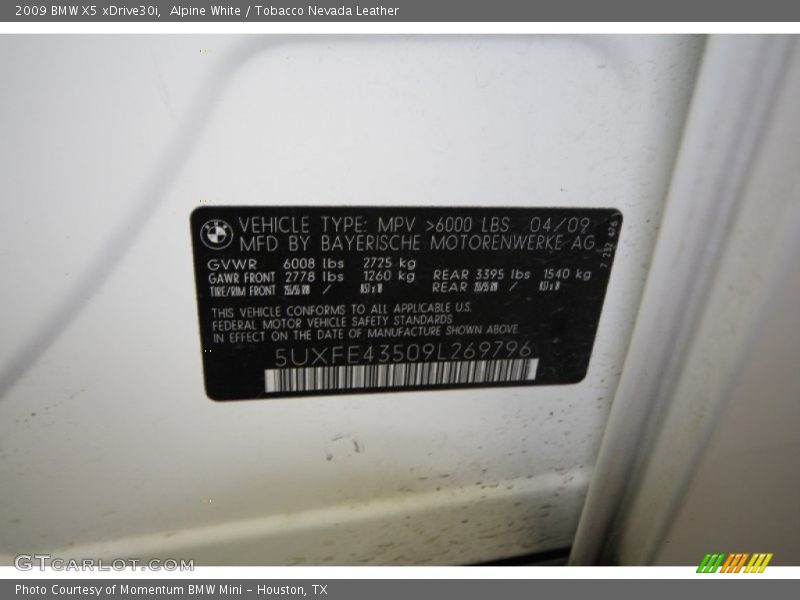 2009 BMW X5 xDrive30i,  Alpine White / Tobacco Nevada Leather
VEHICLE TYPE: MPV >6000 LBS 04/09
MFD BY BAYERISCHE MOTORENWERKE AG
GVWR 6008 lbs 2725 kg
GAWR FRONT 2778 lbs 1260 kg REAR 3395 lbs 1540 kg
TIRE/RIM FRONT / REAR /
THIS VEHICLE CONFORMS TO ALL APPLICABLE U.S.
FEDERAL MOTOR VEHICLE SAFETY STANDARDS
IN EFFECT ON THE DATE OF MANUFACTURE SHOWN ABOVE
5UXFE43509L269796
GTCARLOT.COM
Photo Courtesy of Momentum BMW Mini - Houston, TX